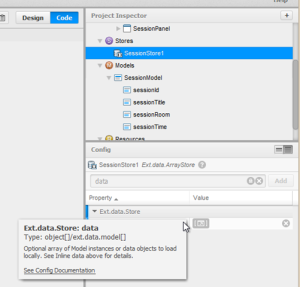 Design
Code
Project Inspector
SessionPanel
Stores
SessionStore1
Models
SessionModel
sessionId
sessionTitle
sessionRoom
sessionTime
Resources
Config
SessionStore1 Ext.data.ArrayStore
data
Add
Property
Value
Ext.data.Store
Ext.data.Store: data
Type: object[]/ext.data.model[]
Optional array of Model instances or data objects to load
locally. See Inline data above for details.
See Config Documentation